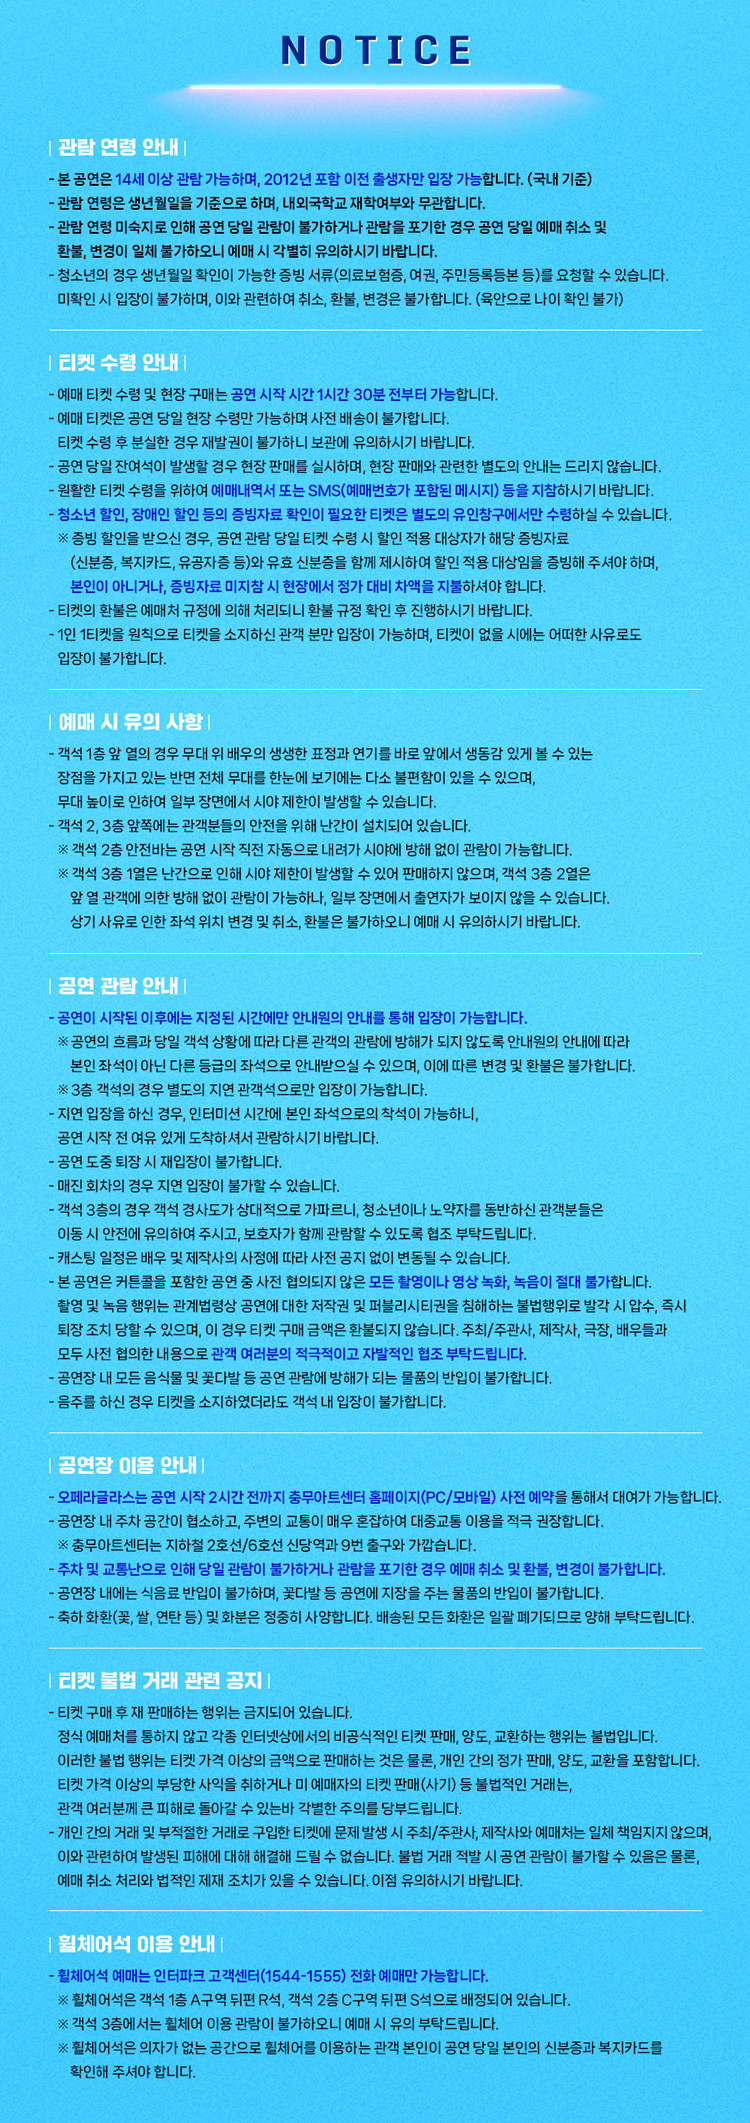 NOTICE
| 관람 연령 안내 |
- 본 공연은 14세 이상 관람 가능하며, 2012년 포함 이전 출생자만 입장 가능합니다. (국내 기준)
- 관람 연령은 생년월일을 기준으로 하며, 내외국학교 재학여부와 무관합니다.
- 관람 연령 미숙지로 인해 공연 당일 관람이 불가하거나 관람을 포기한 경우 공연 당일 예매 취소 및
환불, 변경이 일체 불가하오니 예매 시 각별히 유의하시기 바랍니다.
- 청소년의 경우 생년월일 확인이 가능한 증빙 서류(의료보험증, 여권, 주민등록등본 등)를 요청할 수 있습니다.
미확인 시 입장이 불가하며, 이와 관련하여 취소, 환불, 변경은 불가합니다. (육안으로 나이 확인 불가)
| 티켓 수령 안내 |
- 예매 티켓 수령 및 현장 구매는 공연 시작 시간 1시간 30분 전부터 가능합니다.
- 예매 티켓은 공연 당일 현장 수령만 가능하며 사전 배송이 불가합니다.
티켓 수령 후 분실한 경우 재발권이 불가하니 보관에 유의하시기 바랍니다.
- 공연 당일 잔여석이 발생할 경우 현장 판매를 실시하며, 현장 판매와 관련한 별도의 안내는 드리지 않습니다.
- 원활한 티켓 수령을 위하여 예매내역서 또는 SMS(예매번호가 포함된 메시지) 등을 지참하시기 바랍니다.
- 청소년 할인, 장애인 할인 등의 증빙자료 확인이 필요한 티켓은 별도의 유인창구에서만 수령하실 수 있습니다.
※ 증빙 할인을 받으신 경우, 공연 관람 당일 티켓 수령 시 할인 적용 대상자가 해당 증빙자료
(신분증, 복지카드, 유공자증 등)와 유효 신분증을 함께 제시하여 할인 적용 대상임을 증빙해 주셔야 하며,
본인이 아니거나, 증빙자료 미지참 시 현장에서 정가 대비 차액을 지불하셔야 합니다.
- 티켓의 환불은 예매처 규정에 의해 처리되니 환불 규정 확인 후 진행하시기 바랍니다.
- 1인 1티켓을 원칙으로 티켓을 소지하신 관객 분만 입장이 가능하며, 티켓이 없을 시에는 어떠한 사유로도
입장이 불가합니다.
| 예매 시 유의 사항 |
- 객석 1층 앞 열의 경우 무대 위 배우의 생생한 표정과 연기를 바로 앞에서 생동감 있게 볼 수 있는
장점을 가지고 있는 반면 전체 무대를 한눈에 보기에는 다소 불편함이 있을 수 있으며,
무대 높이로 인하여 일부 장면에서 시야 제한이 발생할 수 있습니다.
- 객석 2, 3층 앞쪽에는 관객분들의 안전을 위해 난간이 설치되어 있습니다.
※ 객석 2층 안전바는 공연 시작 직전 자동으로 내려가 시야에 방해 없이 관람이 가능합니다.
※ 객석 3층 1열은 난간으로 인해 시야 제한이 발생할 수 있어 판매하지 않으며, 객석 3층 2열은
앞 열 관객에 의한 방해 없이 관람이 가능하나, 일부 장면에서 출연자가 보이지 않을 수 있습니다.
상기 사유로 인한 좌석 위치 변경 및 취소, 환불은 불가하오니 예매 시 유의하시기 바랍니다.
| 공연 관람 안내 |
- 공연이 시작된 이후에는 지정된 시간에만 안내원의 안내를 통해 입장이 가능합니다.
※ 공연의 흐름과 당일 객석 상황에 따라 다른 관객의 관람에 방해가 되지 않도록 안내원의 안내에 따라
본인 좌석이 아닌 다른 등급의 좌석으로 안내받으실 수 있으며, 이에 따른 변경 및 환불은 불가합니다.
※ 3층 객석의 경우 별도의 지연 관객석으로만 입장이 가능합니다.
- 지연 입장을 하신 경우, 인터미션 시간에 본인 좌석으로의 착석이 가능하니,
공연 시작 전 여유 있게 도착하셔서 관람하시기 바랍니다.
- 공연 도중 퇴장 시 재입장이 불가합니다.
- 매진 회차의 경우 지연 입장이 불가할 수 있습니다.
- 객석 3층의 경우 객석 경사도가 상대적으로 가파르니, 청소년이나 노약자를 동반하신 관객분들은
이동 시 안전에 유의하여 주시고, 보호자가 함께 관람할 수 있도록 협조 부탁드립니다.
- 캐스팅 일정은 배우 및 제작사의 사정에 따라 사전 공지 없이 변동될 수 있습니다.
- 본 공연은 커튼콜을 포함한 공연 중 사전 협의되지 않은 모든 촬영이나 영상 녹화, 녹음이 절대 불가합니다.
촬영 및 녹음 행위는 관계법령상 공연에 대한 저작권 및 퍼블리시티권을 침해하는 불법행위로 발각 시 압수, 즉시
퇴장 조치 당할 수 있으며, 이 경우 티켓 구매 금액은 환불되지 않습니다. 주최/주관사, 제작사, 극장, 배우들과
모두 사전 협의한 내용으로 관객 여러분의 적극적이고 자발적인 협조 부탁드립니다.
- 공연장 내 모든 음식물 및 꽃다발 등 공연 관람에 방해가 되는 물품의 반입이 불가합니다.
- 음주를 하신 경우 티켓을 소지하였더라도 객석 내 입장이 불가합니다.
| 공연장 이용 안내 |
- 오페라글라스는 공연 시작 2시간 전까지 충무아트센터 홈페이지(PC/모바일) 사전 예약을 통해서 대여가 가능합니다.
- 공연장 내 주차 공간이 협소하고, 주변의 교통이 매우 혼잡하여 대중교통 이용을 적극 권장합니다.
※ 충무아트센터는 지하철 2호선/6호선 신당역과 9번 출구와 가깝습니다.
- 주차 및 교통난으로 인해 당일 관람이 불가하거나 관람을 포기한 경우 예매 취소 및 환불, 변경이 불가합니다.
- 공연장 내에는 식음료 반입이 불가하며, 꽃다발 등 공연에 지장을 주는 물품의 반입이 불가합니다.
- 축하 화환(꽃, 쌀, 연탄 등) 및 화분은 정중히 사양합니다. 배송된 모든 화환은 일괄 폐기되므로 양해 부탁드립니다.
| 티켓 불법 거래 관련 공지 |
- 티켓 구매 후 재 판매하는 행위는 금지되어 있습니다.
정식 예매처를 통하지 않고 각종 인터넷상에서의 비공식적인 티켓 판매, 양도, 교환하는 행위는 불법입니다.
이러한 불법 행위는 티켓 가격 이상의 금액으로 판매하는 것은 물론, 개인 간의 정가 판매, 양도, 교환을 포함합니다.
티켓 가격 이상의 부당한 사익을 취하거나 미 예매자의 티켓 판매(사기) 등 불법적인 거래는,
관객 여러분께 큰 피해로 돌아갈 수 있는바 각별한 주의를 당부드립니다.
- 개인 간의 거래 및 부적절한 거래로 구입한 티켓에 문제 발생 시 주최/주관사, 제작사와 예매처는 일체 책임지지 않으며,
이와 관련하여 발생된 피해에 대해 해결해 드릴 수 없습니다. 불법 거래 적발 시 공연 관람이 불가할 수 있음은 물론,
예매 취소 처리와 법적인 제재 조치가 있을 수 있습니다. 이점 유의하시기 바랍니다.
| 휠체어석 이용 안내 |
- 휠체어석 예매는 인터파크 고객센터(1544-1555) 전화 예매만 가능합니다.
※ 휠체어석은 객석 1층 A구역 뒤편 R석, 객석 2층 C구역 뒤편 S석으로 배정되어 있습니다.
※ 객석 3층에서는 휠체어 이용 관람이 불가하오니 예매 시 유의 부탁드립니다.
※ 휠체어석은 의자가 없는 공간으로 휠체어를 이용하는 관객 본인이 공연 당일 본인의 신분증과 복지카드를
확인해 주셔야 합니다.